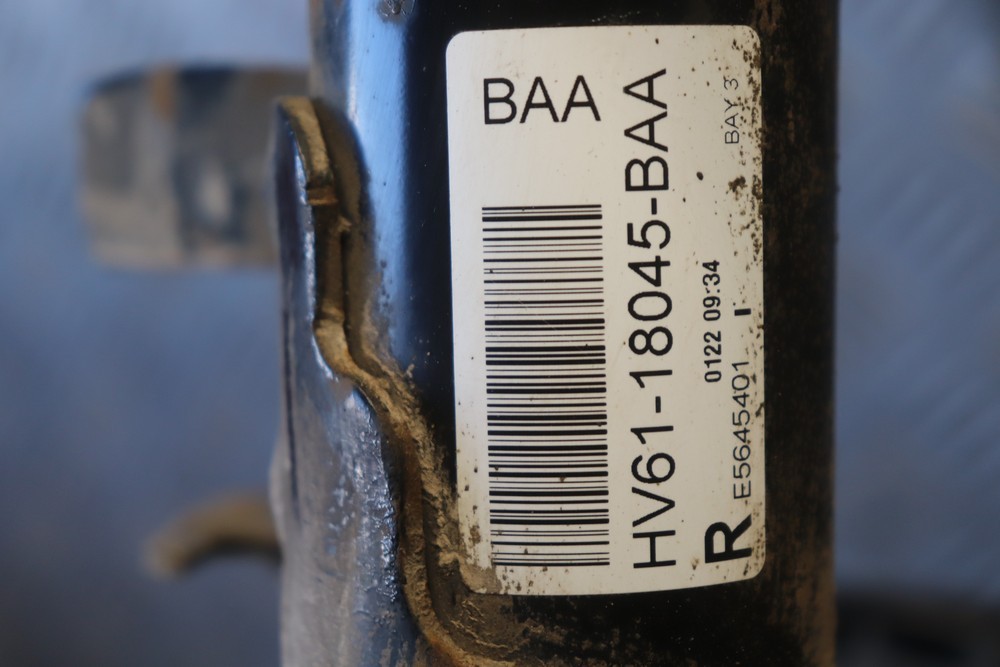 BAA
HV61-18045-BAA
0122 09:34
R E5645401 I BAY 3